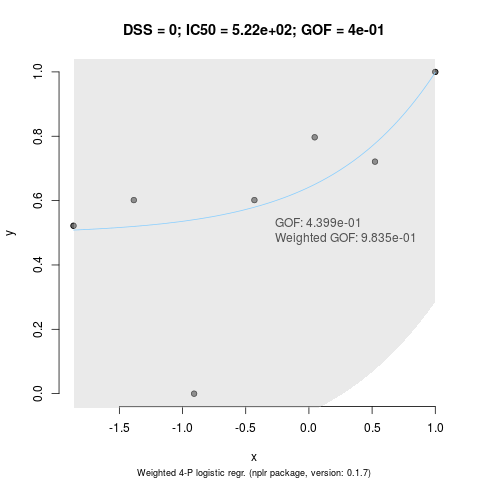 DSS = 0; IC50 = 5.22e+02; GOF = 4e-01
1.0
0.8
0.6
0.4
0.2
0.0
y
GOF: 4.399e-01
Weighted GOF: 9.835e-01
-1.5 -1.0 -0.5 0.0 0.5 1.0
x
Weighted 4-P logistic regr. (nplr package, version: 0.1.7)